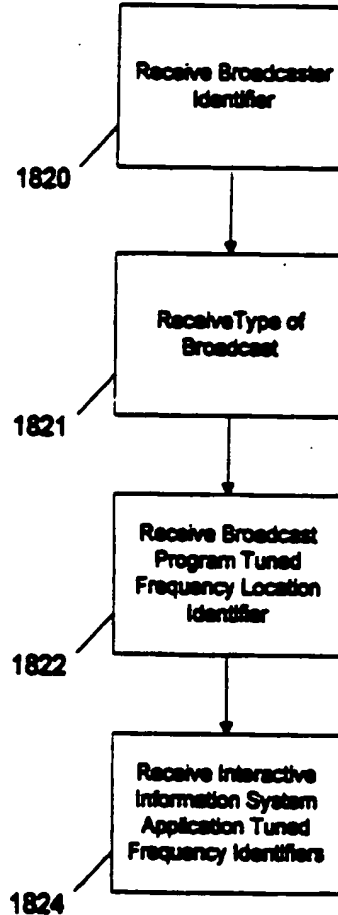 Receive Broadcaster
Identifier
1820
ReceiveType of
Broadcast
1821
Receive Broadcast
Program Tuned
Frequency Location
Identifier
1822
Receive Interactive
Information System
Application Tuned
Frequency Identifiers
1824